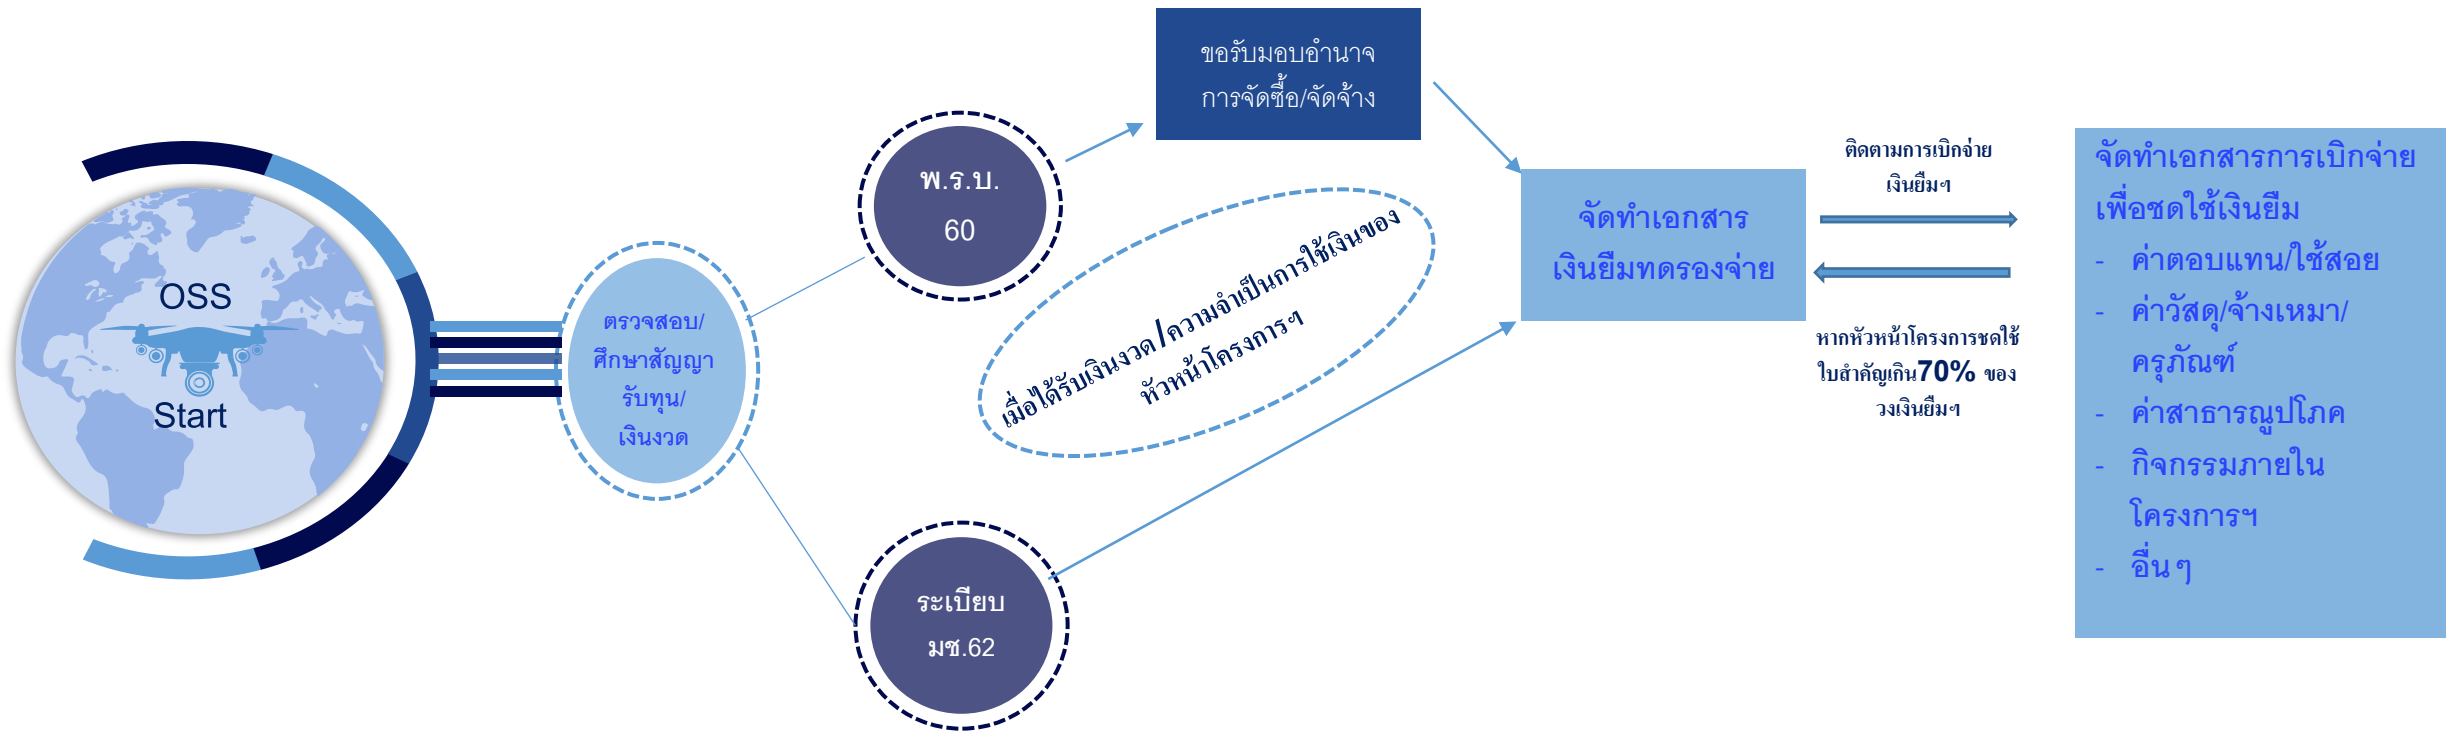 OSS
Start
ตรวจสอบ/
ศึกษาสัญญา
รับทุน/
เงินงวด
พ.ร.บ.
60
ระเบียบ
มช.62
ขอรับมอบอำนาจ
การจัดซื้อ/จัดจ้าง
เมื่อได้รับเงินงวด/ความจำเป็นการใช้เงินของ
หัวหน้าโครงการฯ
จัดทำเอกสาร
เงินยืมทดรองจ่าย
ติดตามการเบิกจ่าย
เงินยืมฯ
หากหัวหน้าโครงการชดใช้
ใบสำคัญเกิน70% ของ
วงเงินยืมฯ
จัดทำเอกสารการเบิกจ่าย
เพื่อชดใช้เงินยืม
- ค่าตอบแทน/ใช้สอย
- ค่าวัสดุ/จ้างเหมา/
ครุภัณฑ์
- ค่าสาธารณูปโภค
- กิจกรรมภายใน
โครงการฯ
- อื่น ๆ